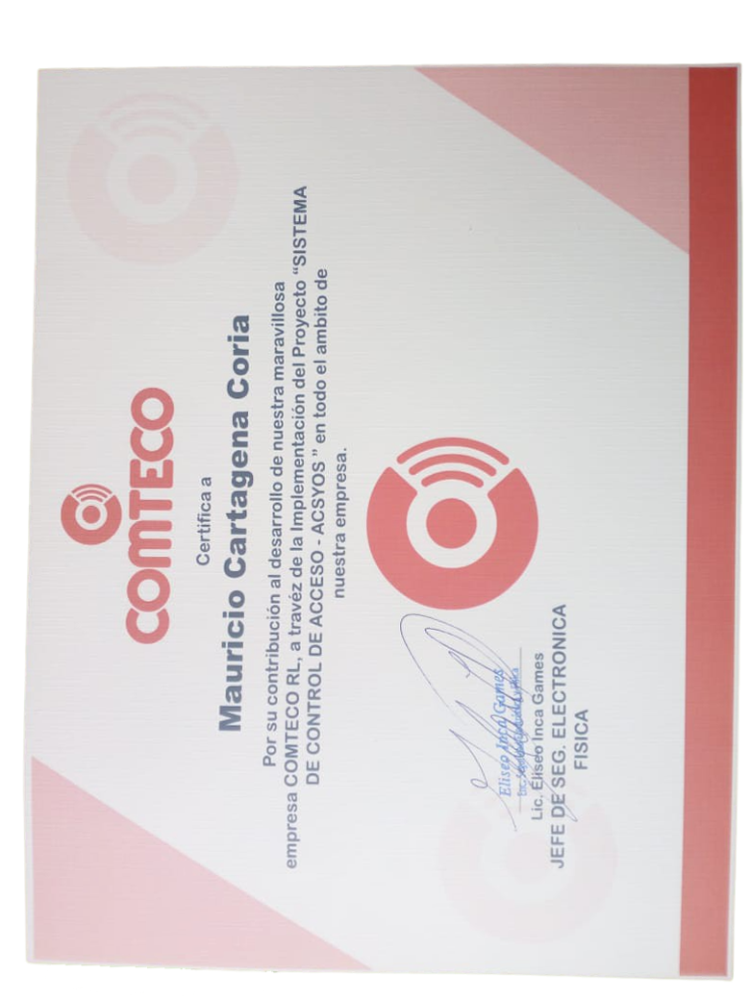 COMTECO
Certifica a
Mauricio Cartagena Coria
Por su contribución al desarrollo de nuestra maravillosa
empresa COMTECO RL, a travéz de la Implementación del Proyecto “SISTEMA
DE CONTROL DE ACCESO - ACSYOS ” en todo el ambito de
nuestra empresa.
Eliseo Inca Games
Lic. Eliseo Inca Games
JEFE DE SEG. ELECTRONICA
FISICA